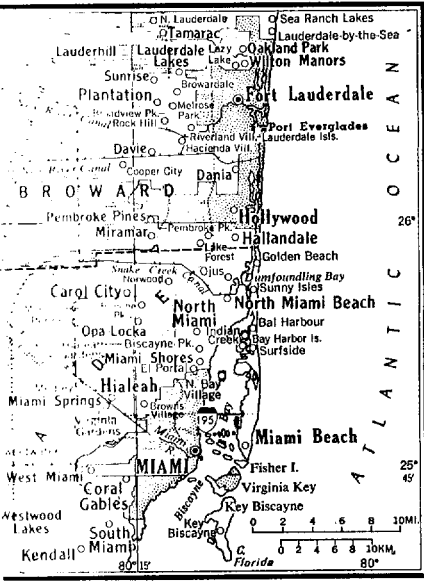 N. Lauderdale
Sea Ranch Lakes
Tamarac
Lauderdale-by-the-Sea
Lauderhill
Lauderdale Lakes
Lazy Lake
Oakland Park
Wilton Manors
Sunrise
Browardale
Plantation
Melrose Park
Fort Lauderdale
Broadview Pk.
Rock Hill
Port Everglades
Riverland Vill.
Lauderdale Isls.
Hacienda Vill.
Davie
River Canal
Cooper City
Dania
BROWARD
Pembroke Pines
Hollywood
26°
Miramar
Pembroke Pk.
Hallandale
Lake Forest
Golden Beach
Ojus
Snake Creek Canal
Norwood
Dumfoundling Bay
Sunny Isles
Carol City
North Miami
North Miami Beach
Opa Locka
Indian Creek
Bal Harbour
Bay Harbor Is.
Biscayne Pk.
Surfside
Miami Shores
El Portal
DADE
Hialeah
N. Bay Village
Miami Springs
Browns Village
195
Virginia Gardens
Miami R.
Miami Beach
MIAMI
Fisher I.
25°
45'
West Miami
Virginia Key
Coral Gables
Biscayne
Key Biscayne
Westwood Lakes
Key Biscayne
0 2 4 6 8 10MI.
South Miami
0 2 4 6 8 10KM.
Kendall
C. Florida
80° 15'
80°
ATLANTIC OCEAN